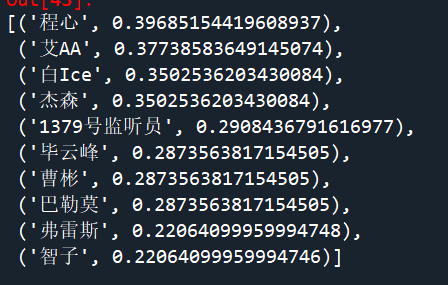 Out[43]:
[('程心', 0.39685154419608937),
('艾AA', 0.37738583649145074),
('白Ice', 0.3502536203430084),
('杰森', 0.3502536203430084),
('1379号监听员', 0.2908436791616977),
('毕云峰', 0.2873563817154505),
('曹彬', 0.2873563817154505),
('巴勒莫', 0.2873563817154505),
('弗雷斯', 0.22064099959994748),
('智子', 0.22064099959994746)]